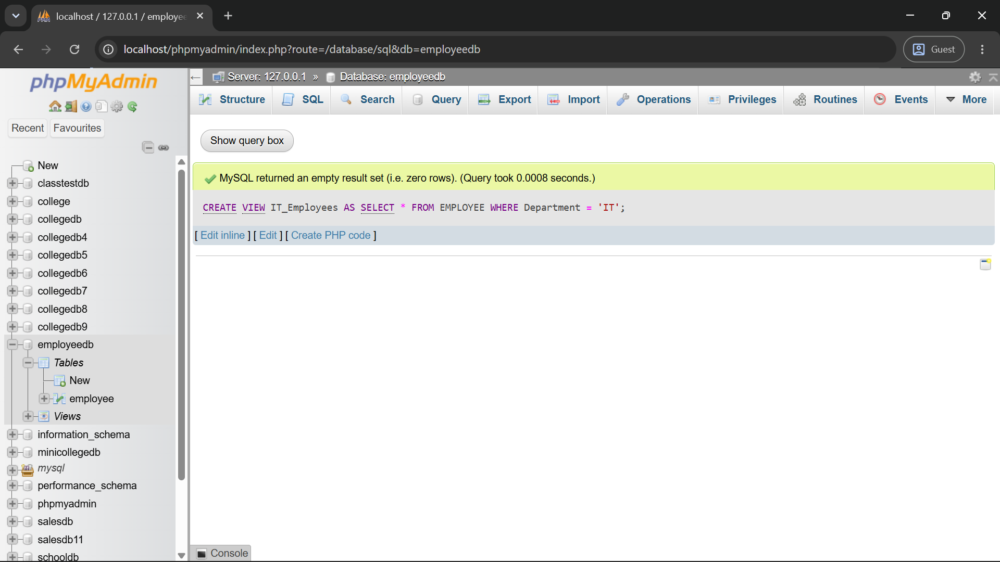 localhost / 127.0.0.1 / employee
localhost/phpmyadmin/index.php?route=/database/sql&db=employeedb
Guest
phpMyAdmin
Recent
Favourites
New
classtestdb
college
collegedb
collegedb4
collegedb5
collegedb6
collegedb7
collegedb8
collegedb9
employeedb
Tables
New
employee
Views
information_schema
minicollegedb
mysql
performance_schema
phpmyadmin
salesdb
salesdb11
schooldb
Server: 127.0.0.1 » Database: employeedb
Structure
SQL
Search
Query
Export
Import
Operations
Privileges
Routines
Events
More
Show query box
MySQL returned an empty result set (i.e. zero rows). (Query took 0.0008 seconds.)
CREATE VIEW IT_Employees AS SELECT * FROM EMPLOYEE WHERE Department = 'IT';
[ Edit inline ] [ Edit ] [ Create PHP code ]
Console